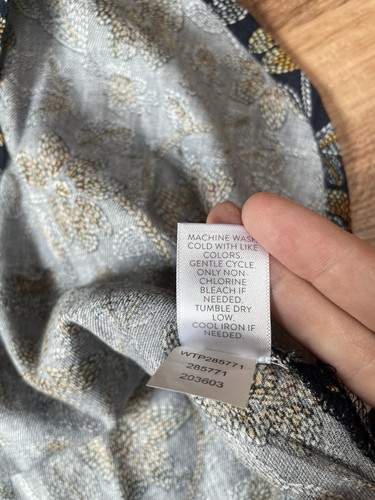 MACHINE WASH
COLD WITH LIKE
COLORS.
GENTLE CYCLE.
ONLY NON-
CHLORINE
BLEACH IF
NEEDED.
TUMBLE DRY
LOW.
COOL IRON IF
NEEDED.
WTP285771
285771
203603